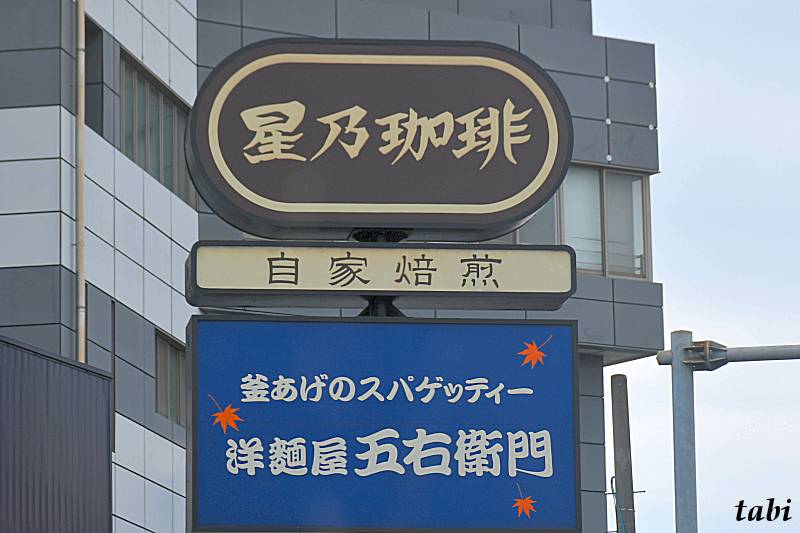 星乃珈琲
自家焙煎
釜あげのスパゲッティー
洋麺屋 五右衛門
tabi